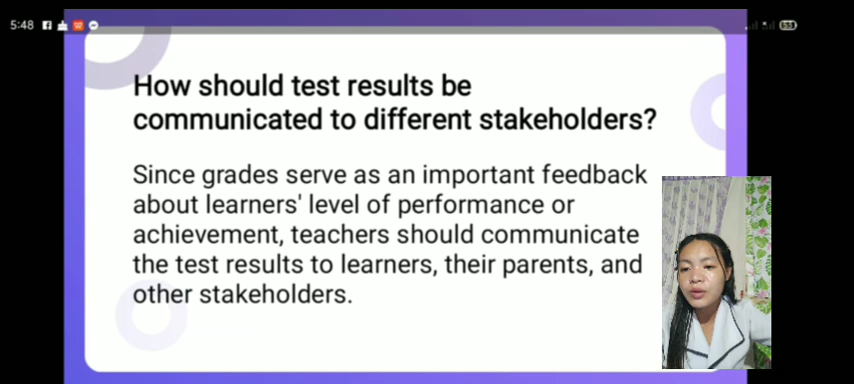 5:48
How should test results be
communicated to different stakeholders?
Since grades serve as an important feedback
about learners' level of performance or
achievement, teachers should communicate
the test results to learners, their parents, and
other stakeholders.